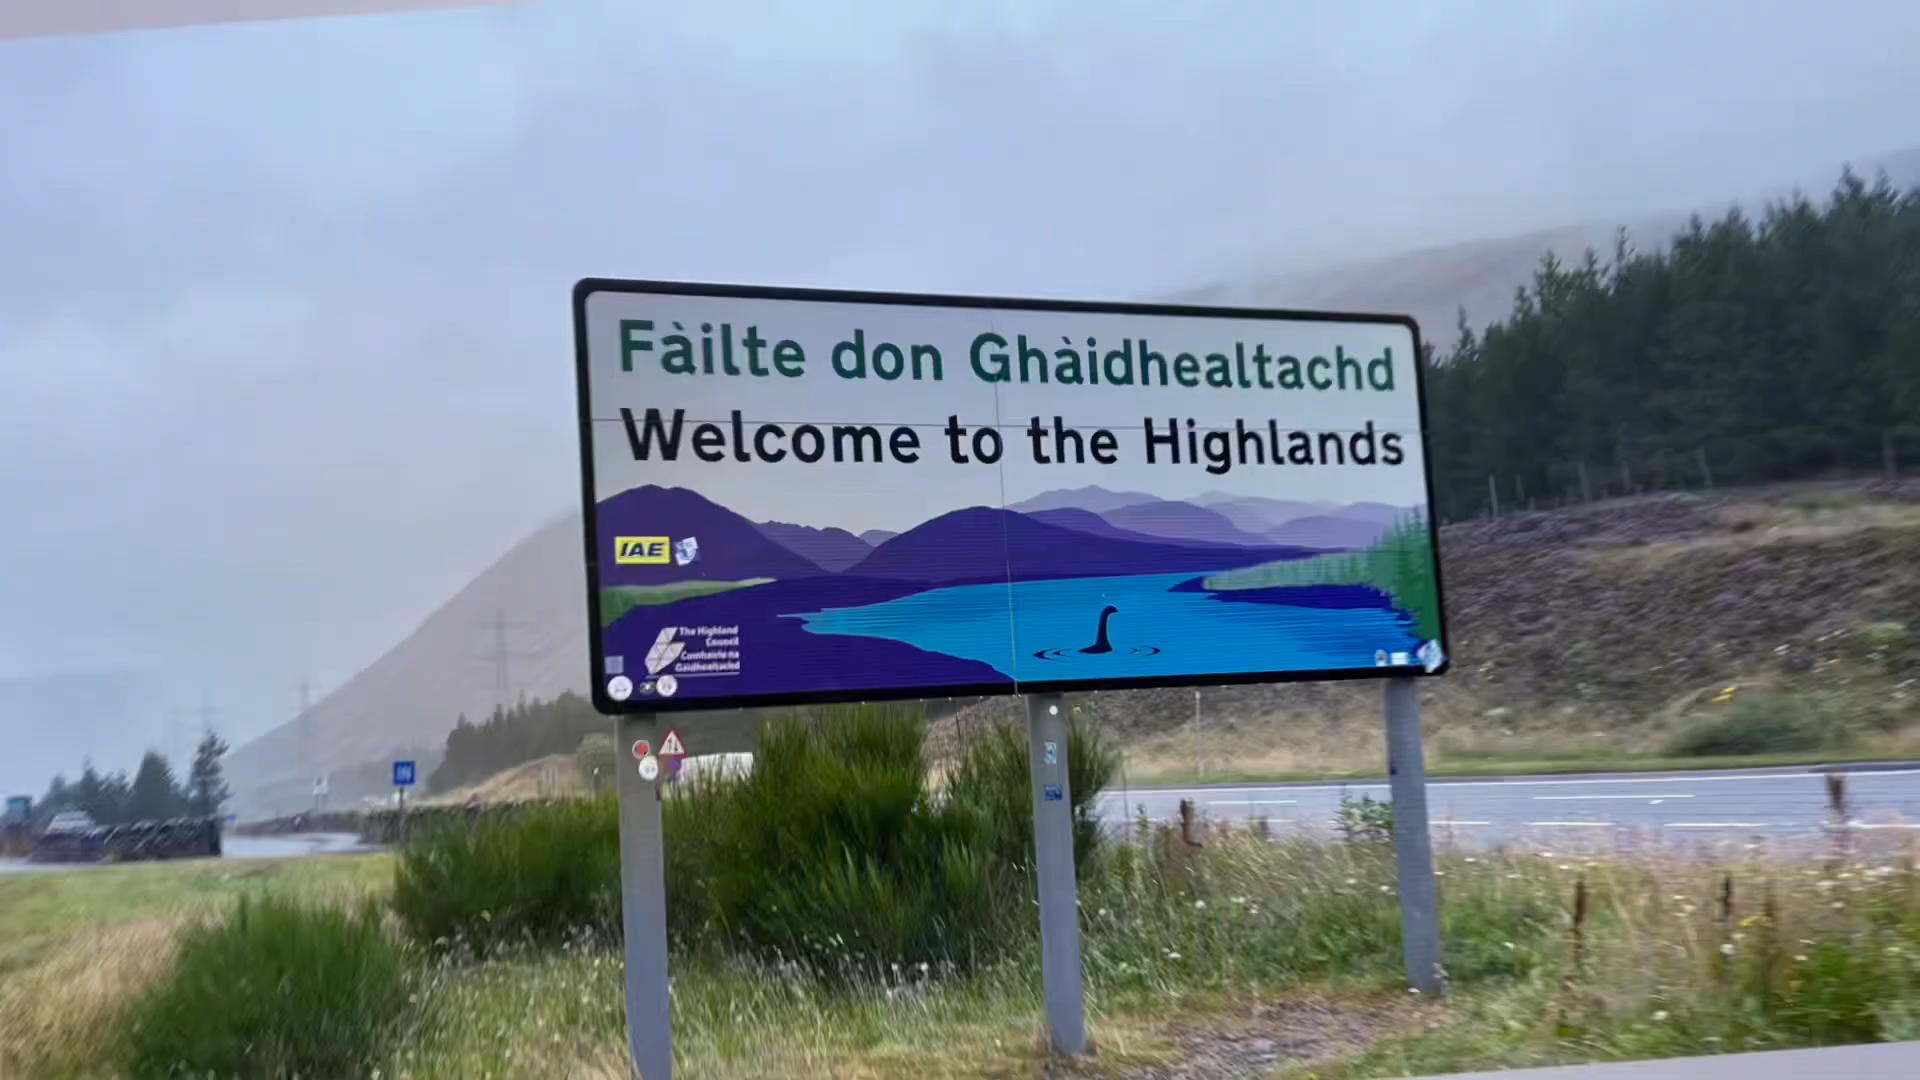 Fàilte don Ghàidhealtachd
Welcome to the Highlands
IAE
The Highland
Council
Comhairle na
Gàidhealtachd